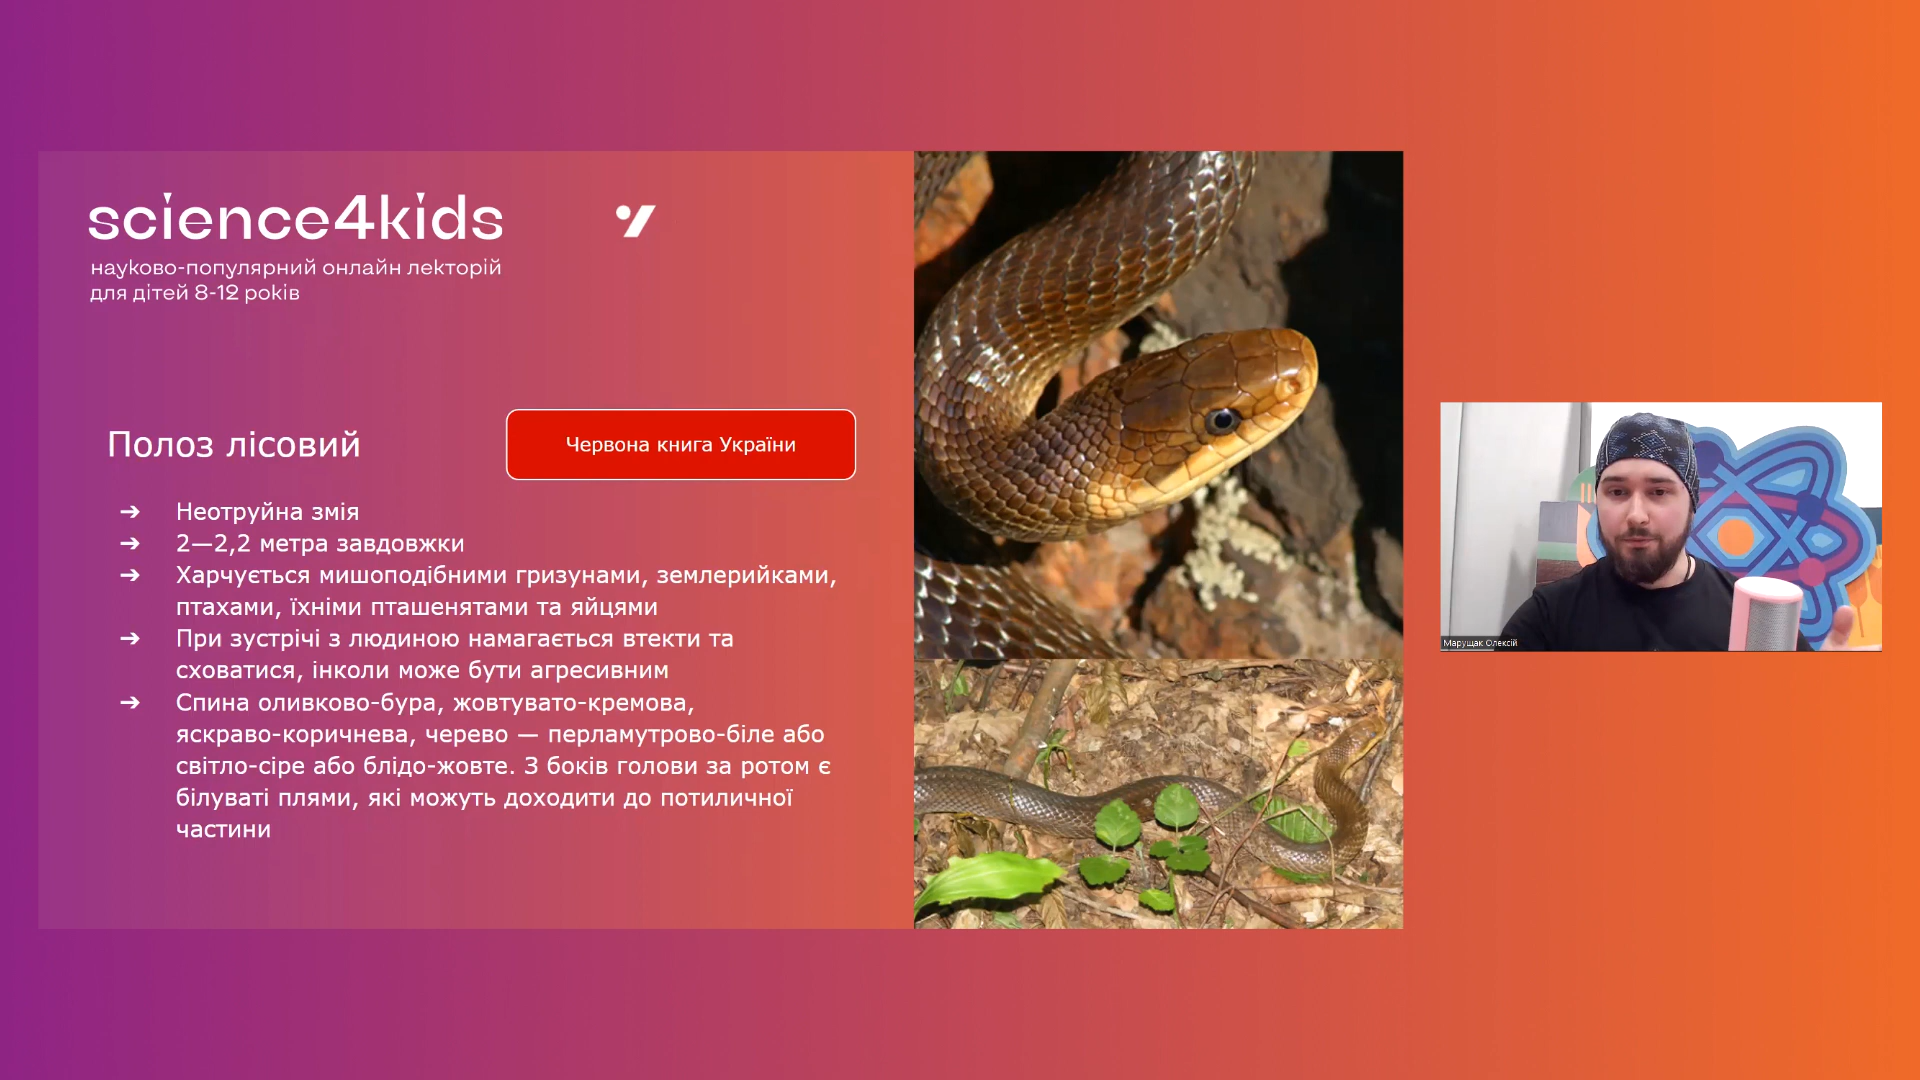 science4kids
науково-популярний онлайн лекторій
для дітей 8-12 років
Полоз лісовий
Червона книга України
➔ Неотруйна змія
➔ 2—2,2 метра завдовжки
➔ Харчується мишоподібними гризунами, землерийками,
птахами, їхніми пташенятами та яйцями
➔ При зустрічі з людиною намагається втекти та
сховатися, інколи може бути агресивним
➔ Спина оливково-бура, жовтувато-кремова,
яскраво-коричнева, черево — перламутрово-біле або
світло-сіре або блідо-жовте. З боків голови за ротом є
білуваті плями, які можуть доходити до потиличної
частини
Марущак Олексій